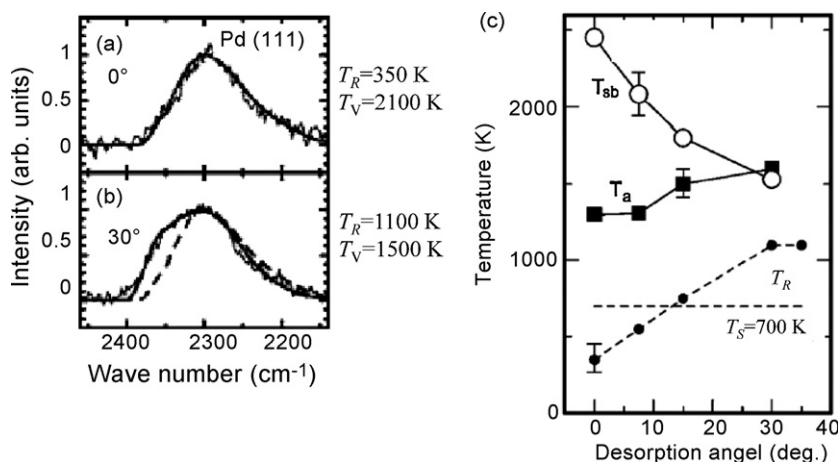 (a)
Pd (111)
0°
T_R=350 K
T_V=2100 K
1
0.5
0
(b)
30°
T_R=1100 K
T_V=1500 K
1
0.5
0
Intensity (arb. units)
2400 2300 2200
Wave number (cm⁻¹)
(c)
Temperature (K)
2000
1000
0
T_sb
T_a
T_R
T_S=700 K
0 10 20 30 40
Desorption angel (deg.)